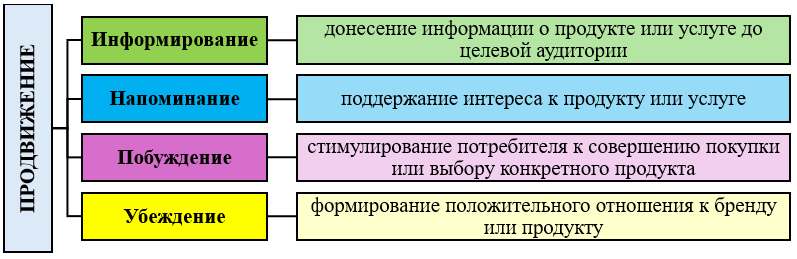 ПРОДВИЖЕНИЕ
Информирование
донесение информации о продукте или услуге до
целевой аудитории
Напоминание
поддержание интереса к продукту или услуге
Побуждение
стимулирование потребителя к совершению покупки
или выбору конкретного продукта
Убеждение
формирование положительного отношения к бренду
или продукту